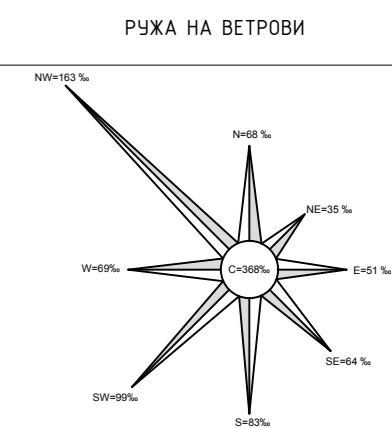 РУЖА НА ВЕТРОВИ
NW=163 ‰
N=68 ‰
NE=35 ‰
W=69‰
C=368‰
E=51 ‰
SE=64 ‰
SW=99‰
S=83‰